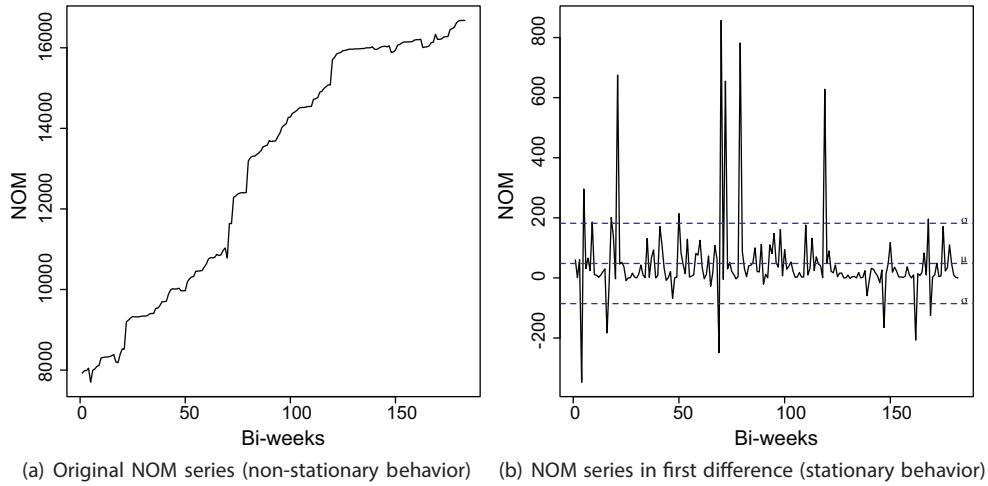 NOM
16000
14000
12000
10000
8000
0 50 100 150
Bi-weeks
(a) Original NOM series (non-stationary behavior)
NOM
800
600
400
200
0
-200
σ
μ
σ
0 50 100 150
Bi-weeks
(b) NOM series in first difference (stationary behavior)